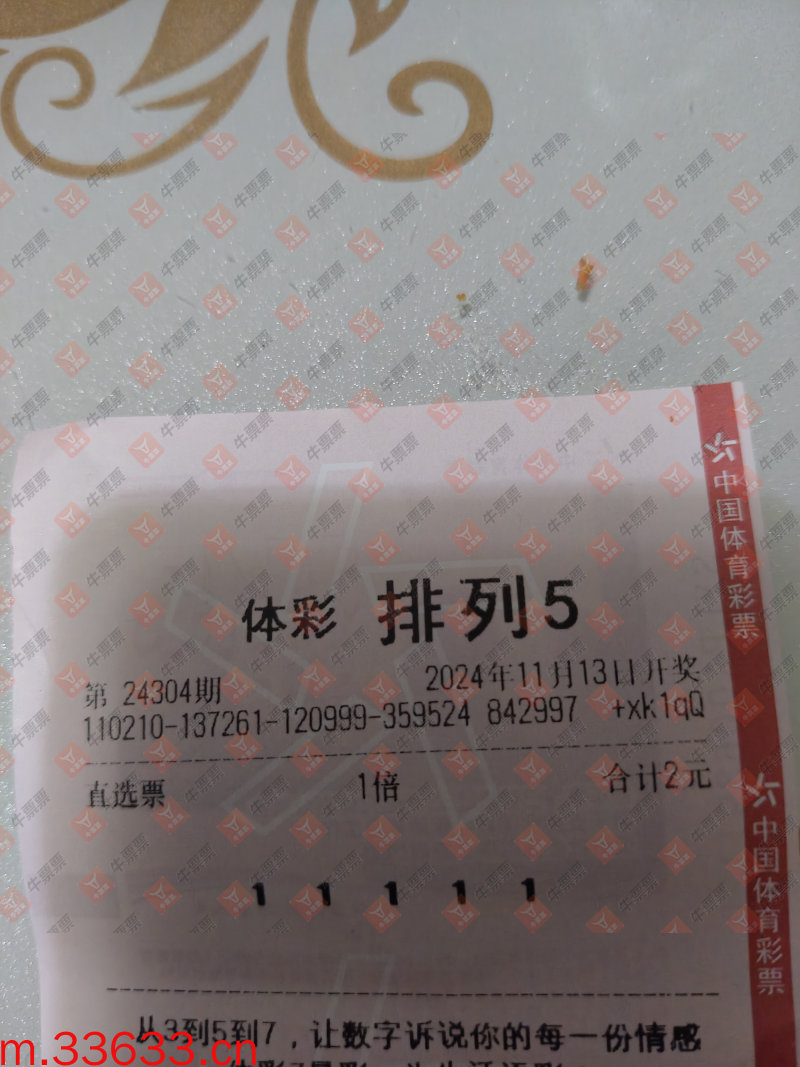 体彩 排列5
第 24304期 2024年11月13日开奖
110210-137261-120999-359524 842997 +xk1qQ
直选票 1倍 合计2元
1 1 1 1 1
从3到5到7，让数字诉说你的每一份情感
中国体育彩票
中国体育彩票
牛票票
m.33633.cn